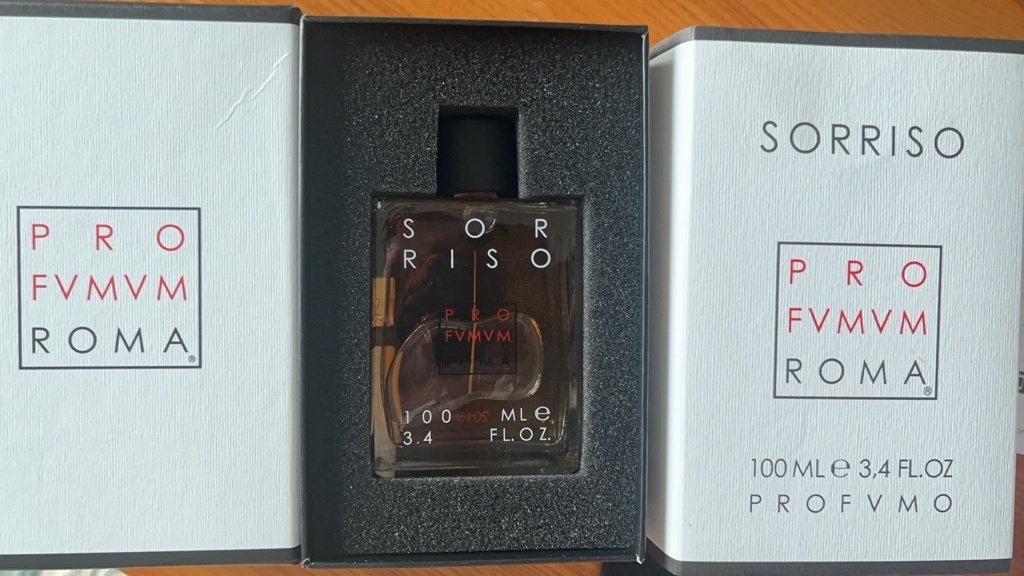 PRO
FVMVM
ROMA®
SOR
RISO
PRO
FVMVM
ROMA
100 ML e
3.4 FL.OZ.
SORRISO
PRO
FVMVM
ROMA®
100 ML e 3,4 FL.OZ
PROFVMO